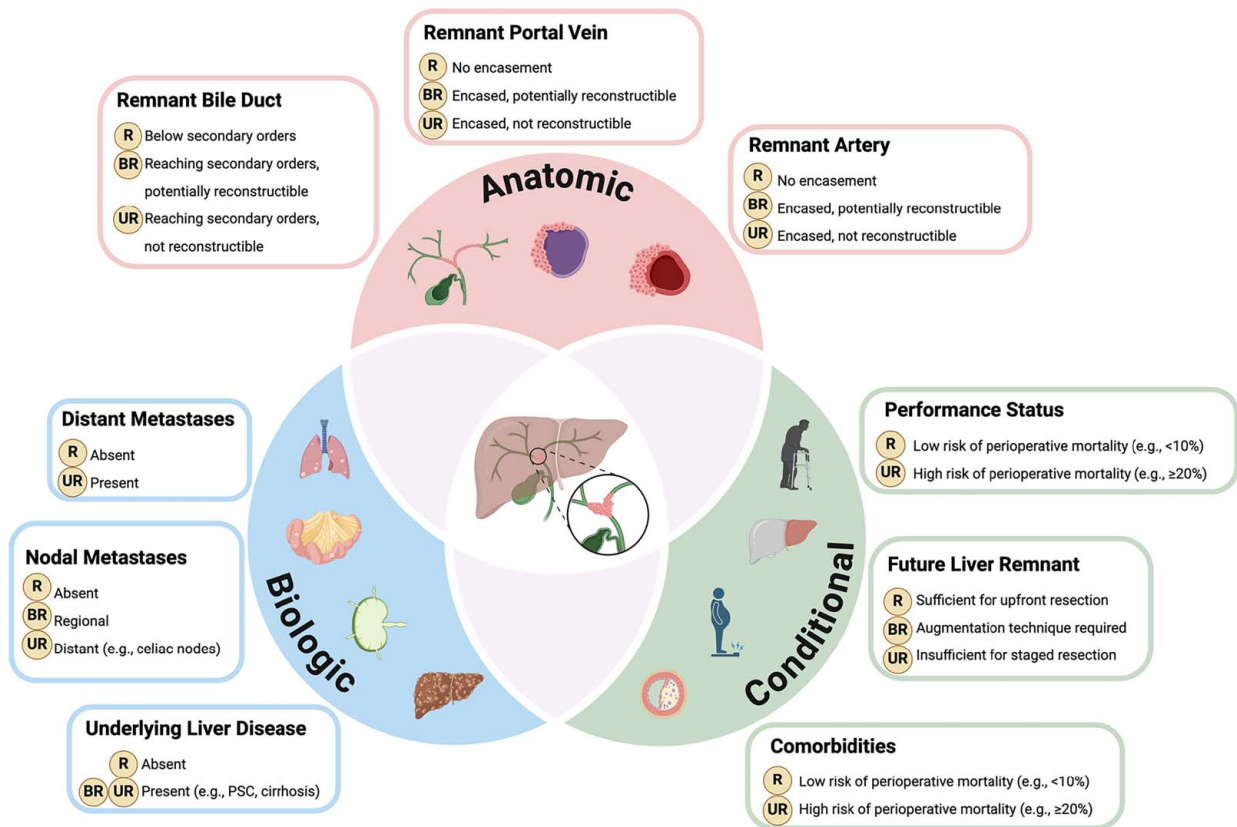 Remnant Portal Vein
R No encasement
BR Encased, potentially reconstructible
UR Encased, not reconstructible
Remnant Bile Duct
R Below secondary orders
BR Reaching secondary orders,
potentially reconstructible
UR Reaching secondary orders,
not reconstructible
Remnant Artery
R No encasement
BR Encased, potentially reconstructible
UR Encased, not reconstructible
Anatomic
Distant Metastases
R Absent
UR Present
Nodal Metastases
R Absent
BR Regional
UR Distant (e.g., celiac nodes)
Underlying Liver Disease
R Absent
BR UR Present (e.g., PSC, cirrhosis)
Biologic
Performance Status
R Low risk of perioperative mortality (e.g., <10%)
UR High risk of perioperative mortality (e.g., ≥20%)
Future Liver Remnant
R Sufficient for upfront resection
BR Augmentation technique required
UR Insufficient for staged resection
Conditional
Comorbidities
R Low risk of perioperative mortality (e.g., <10%)
UR High risk of perioperative mortality (e.g., ≥20%)